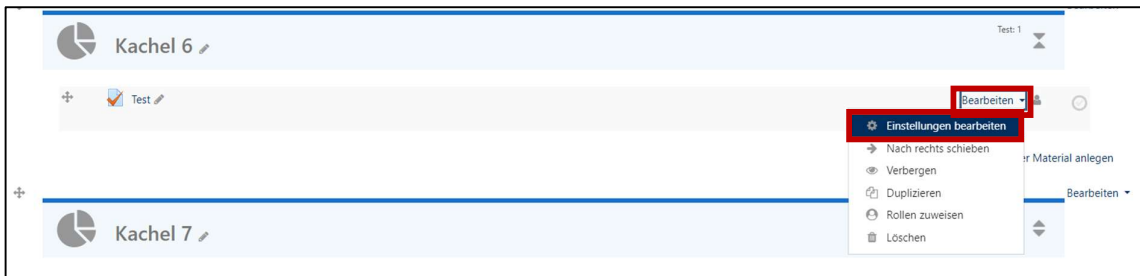 Kachel 6
Test: 1
Test
Bearbeiten
Einstellungen bearbeiten
Nach rechts schieben
er Material anlegen
Verbergen
Duplizieren
Bearbeiten
Rollen zuweisen
Kachel 7
Löschen